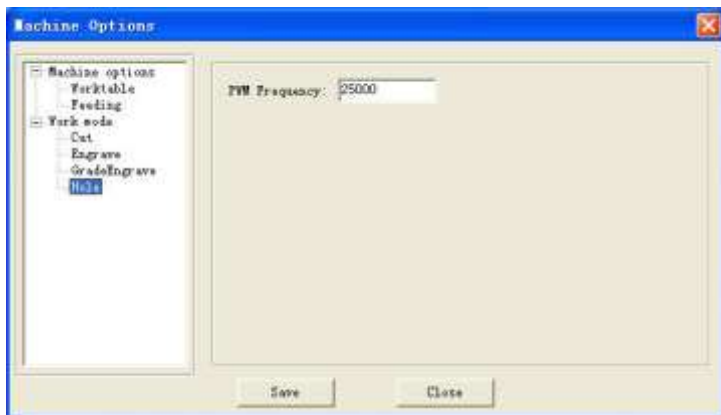 Machine Options
Machine options
Worktable
Feeding
Work mode
Cut
Engrave
GradeEngrave
Hole
PWM Frequency: 25000
Save
Close